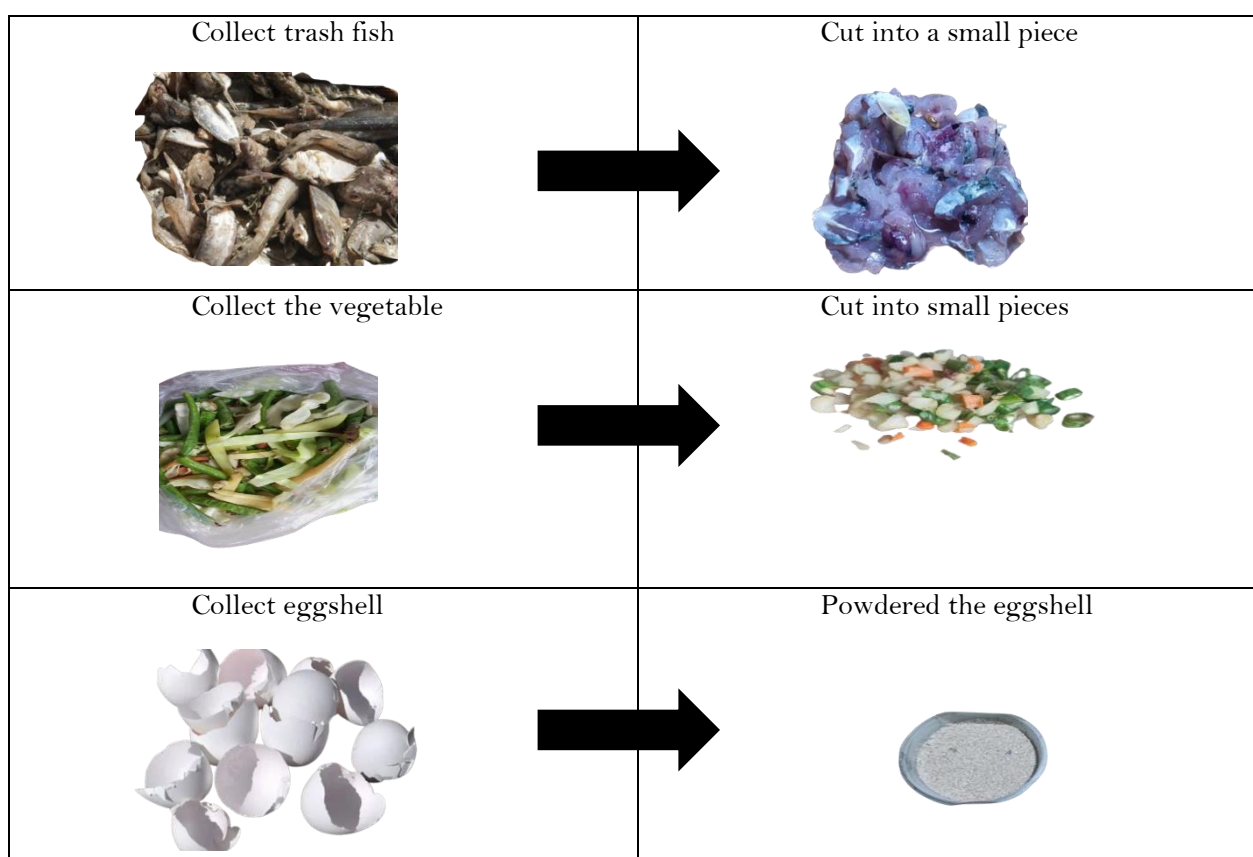 Collect trash fish
Cut into a small piece
Collect the vegetable
Cut into small pieces
Collect eggshell
Powdered the eggshell